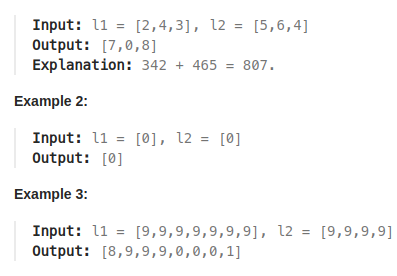 Input: l1 = [2,4,3], l2 = [5,6,4]
Output: [7,0,8]
Explanation: 342 + 465 = 807.
Example 2:
Input: l1 = [0], l2 = [0]
Output: [0]
Example 3:
Input: l1 = [9,9,9,9,9,9,9], l2 = [9,9,9,9]
Output: [8,9,9,9,0,0,0,1]